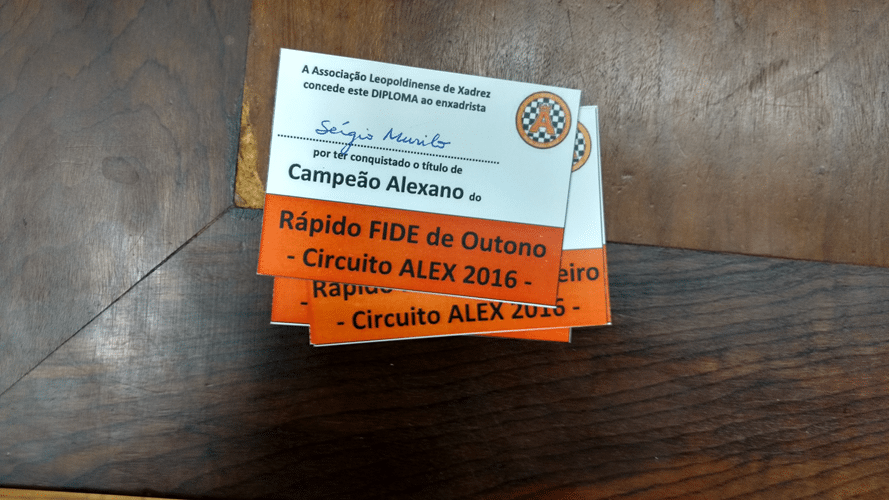 A Associação Leopoldinense de Xadrez
concede este DIPLOMA ao enxadrista
A
Sérgio Murilo
por ter conquistado o título de
Campeão Alexano do
Rápido FIDE de Outono
- Circuito ALEX 2016 -
Rápido eiro
- Circuito ALEX 2016 -